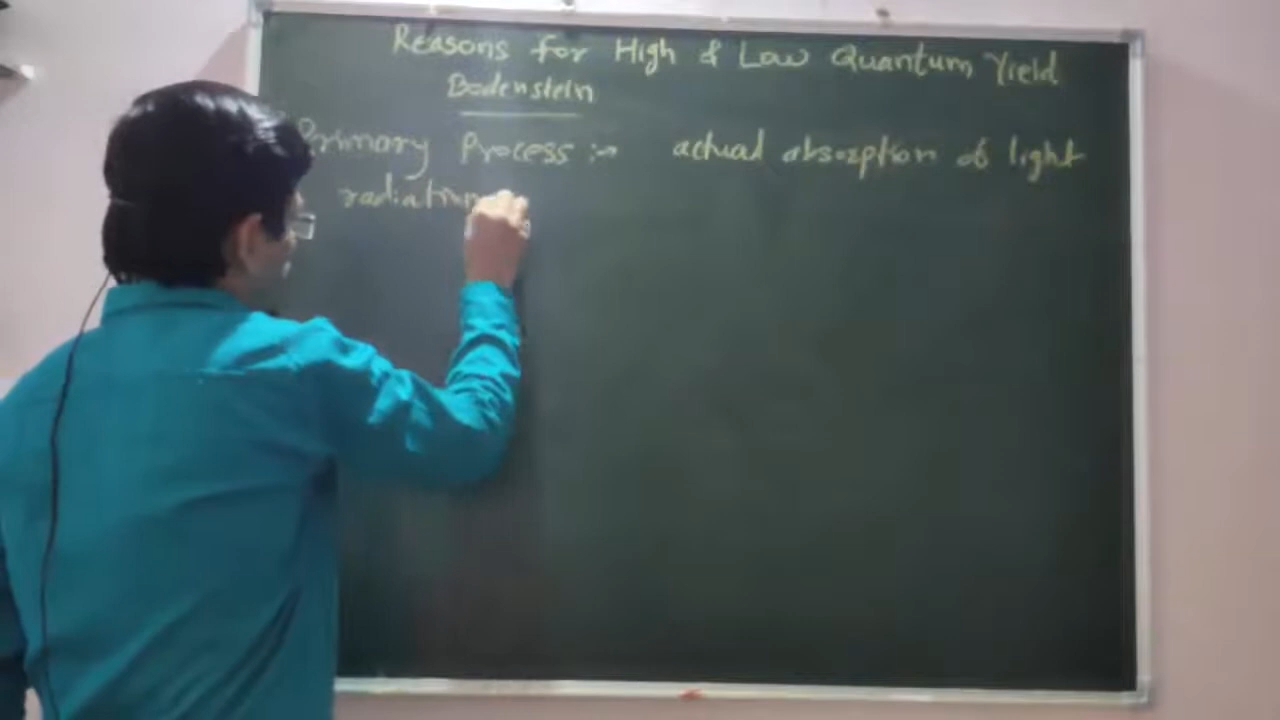 Reasons for High & Low Quantum Yield
Bodenstein
Primary Process :→ actual absorption of light
radiation